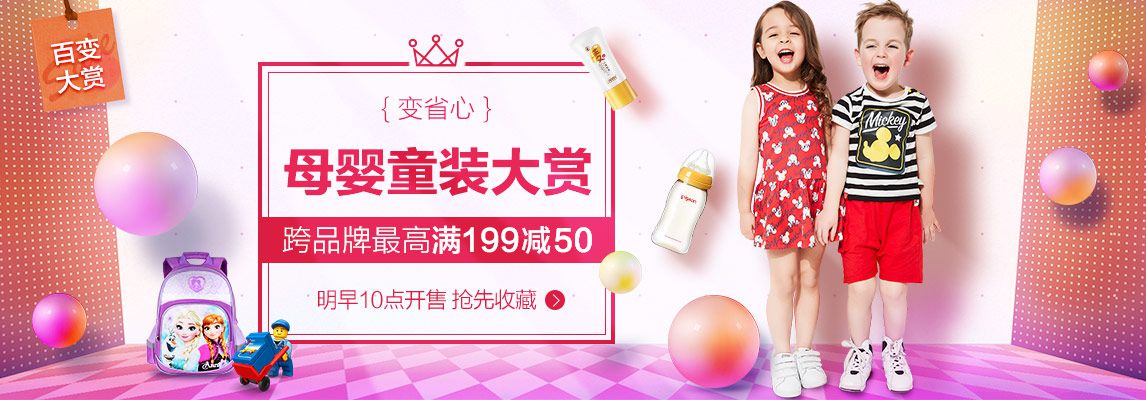 百变
大赏
{ 变省心 }
母婴童装大赏
跨品牌最高满199减50
明早10点开售 抢先收藏
Pigeon
Mickey